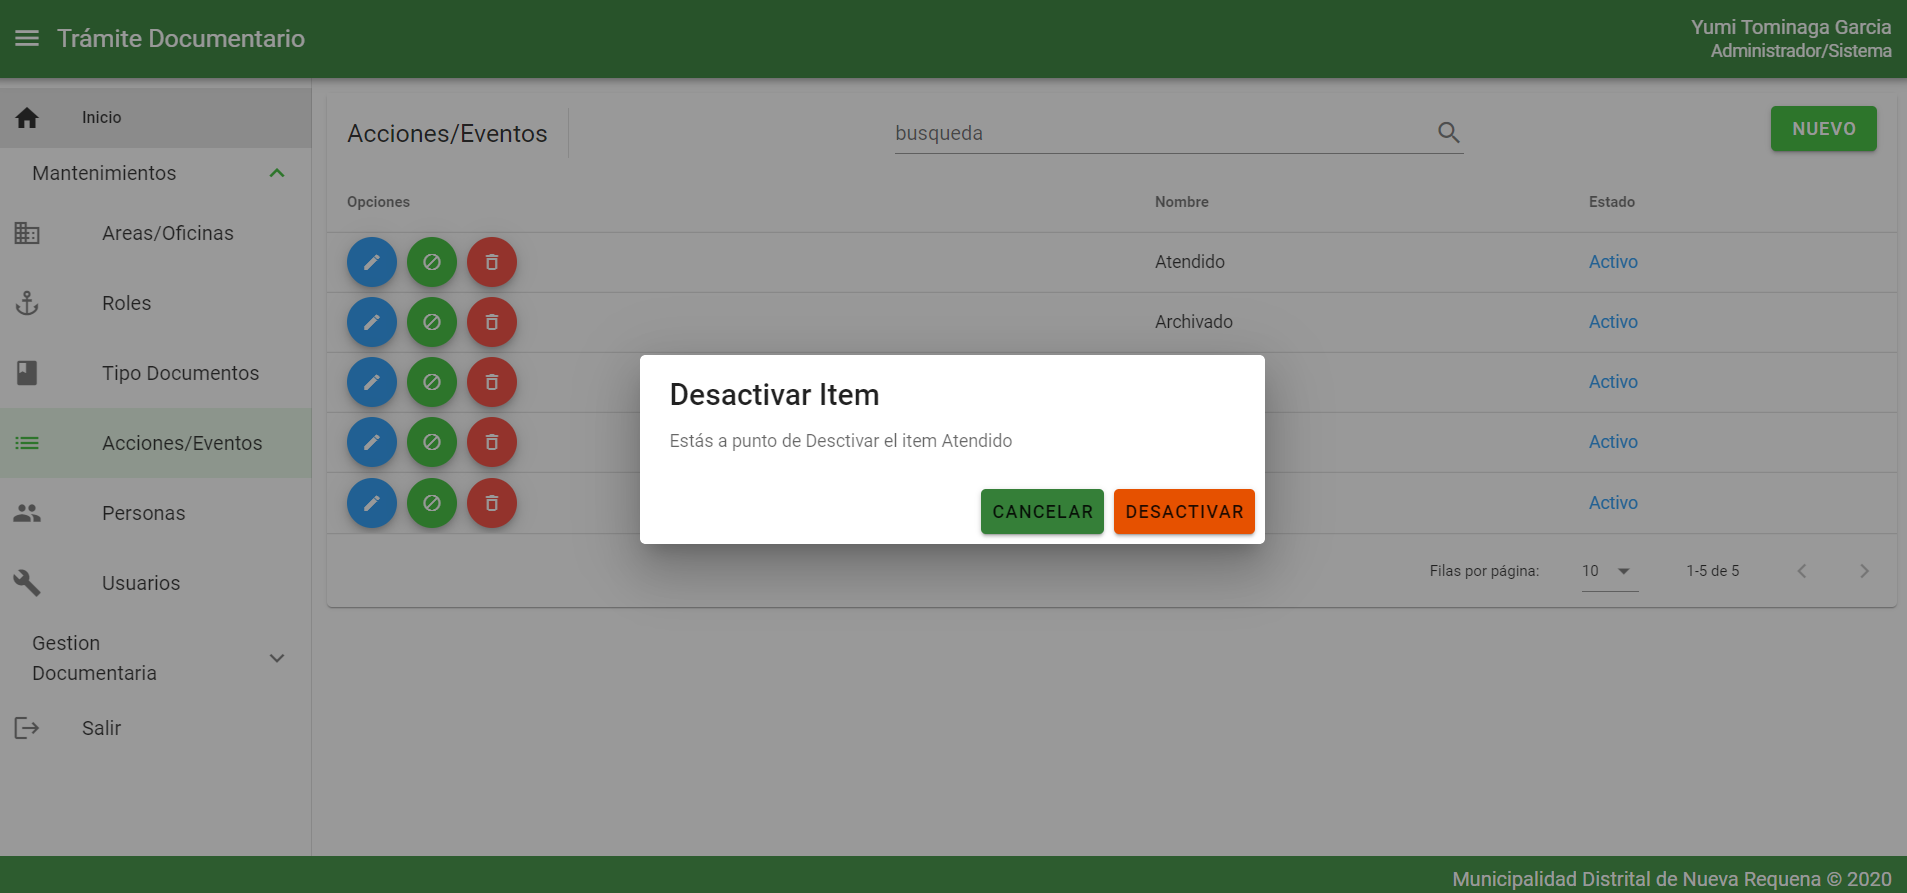 Trámite Documentario
Yumi Tominaga Garcia
Administrador/Sistema
Inicio
Mantenimientos
Areas/Oficinas
Roles
Tipo Documentos
Acciones/Eventos
Personas
Usuarios
Gestion
Documentaria
Salir
Acciones/Eventos
busqueda
NUEVO
Opciones Nombre Estado
Atendido Activo
Archivado Activo
Activo
Activo
Activo
Desactivar Item
Estás a punto de Desctivar el item Atendido
CANCELAR DESACTIVAR
Filas por página: 10 1-5 de 5
Municipalidad Distrital de Nueva Requena © 2020